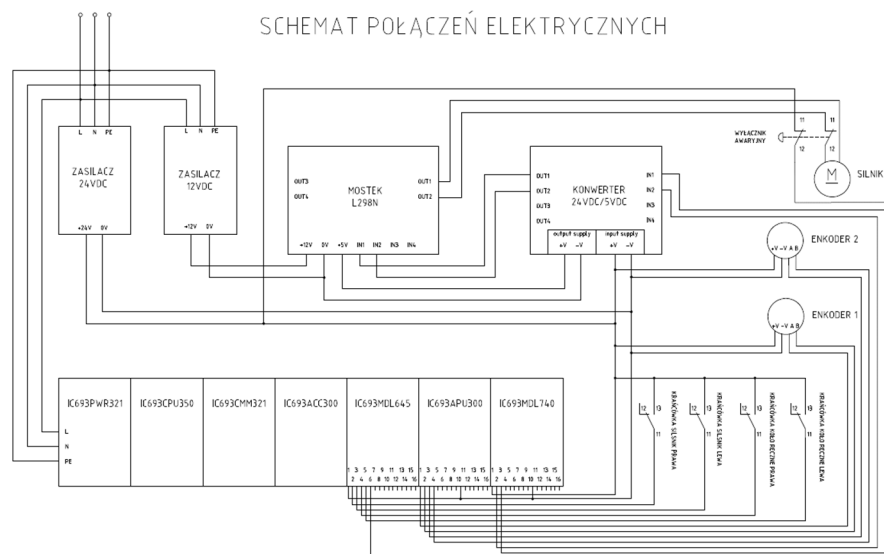 SCHEMAT POŁĄCZEŃ ELEKTRYCZNYCH
L N PE
L N PE
ZASILACZ
24VDC
+24V 0V
ZASILACZ
12VDC
+12V 0V
OUT3
OUT4
MOSTEK
L298N
OUT1
OUT2
+12V 0V +5V IN1 IN2 IN3 IN4
OUT1
OUT2
OUT3
OUT4
KONWERTER
24VDC/5VDC
IN1
IN2
IN3
IN4
output supply input supply
+V -V +V -V
WYŁĄCZNIK
AWARYJNY
11 11
12 12
M
SILNIK
ENKODER 2
+V -V A B
ENKODER 1
+V -V A B
IC693PWR321 IC693CPU350 IC693CMM321 IC693ACC300 IC693MDL645 IC693APU300 IC693MDL740
L
N
PE
1 3 5 7 9 11 13 15 1 3 5 7 9 11 13 15 1 3 5 7 9 11 13 15
2 4 6 8 10 12 14 16 2 4 6 8 10 12 14 16 2 4 6 8 10 12 14 16
12 13
11
KRAŃCÓWKA SILSNIK PRAWA
12 13
11
KRAŃCÓWKA SILSNIK LEWA
12 13
11
KRAŃCÓWKA KOŁO RĘCZNE PRAWA
12 13
11
KRAŃCÓWKA KOŁO RĘCZNE LEWA